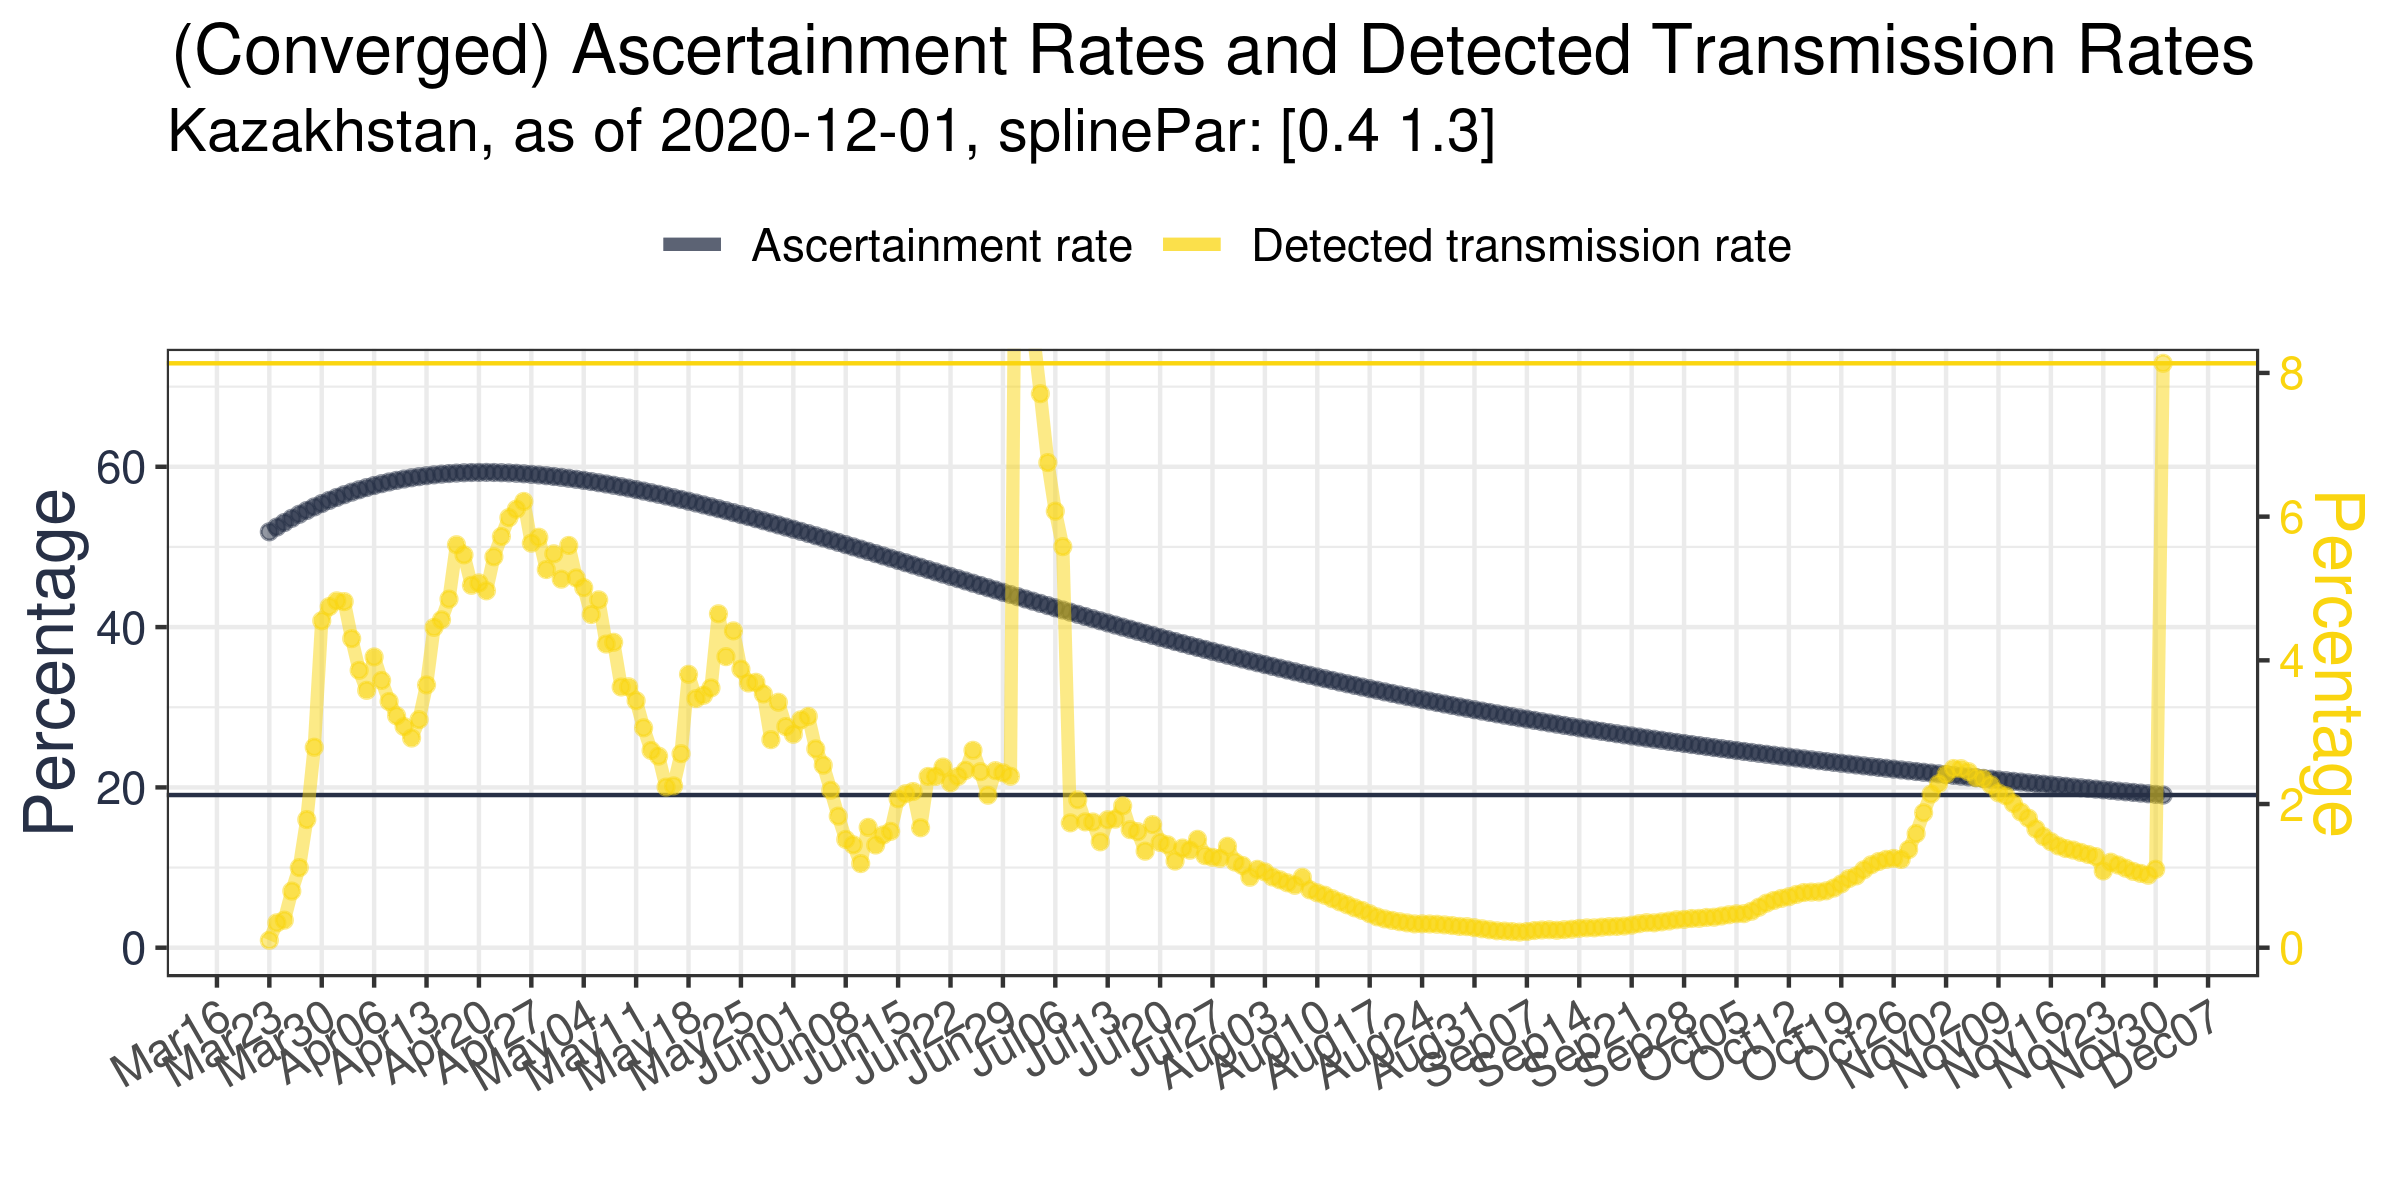 (Converged) Ascertainment Rates and Detected Transmission Rates
Kazakhstan, as of 2020-12-01, splinePar: [0.4 1.3]
Ascertainment rate
Detected transmission rate
Percentage
60
40
20
0
8
6
4
2
0
Percentage
Mar16
Mar23
Mar30
Apr06
Apr13
Apr20
Apr27
May04
May11
May18
May25
Jun01
Jun08
Jun15
Jun22
Jun29
Jul06
Jul13
Jul20
Jul27
Aug03
Aug10
Aug17
Aug24
Aug31
Sep07
Sep14
Sep21
Sep28
Oct05
Oct12
Oct19
Oct26
Nov02
Nov09
Nov16
Nov23
Nov30
Dec07